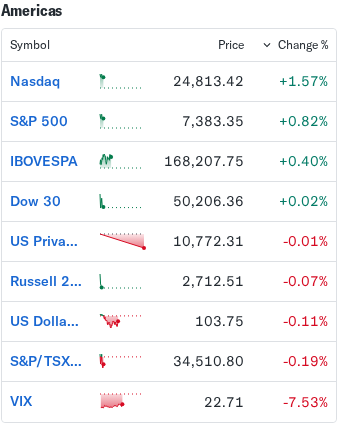 Americas
Symbol Price Change %
Nasdaq 24,813.42 +1.57%
S&P 500 7,383.35 +0.82%
IBOVESPA 168,207.75 +0.40%
Dow 30 50,206.36 +0.02%
US Priva... 10,772.31 -0.01%
Russell 2... 2,712.51 -0.07%
US Dolla... 103.75 -0.11%
S&P/TSX... 34,510.80 -0.19%
VIX 22.71 -7.53%